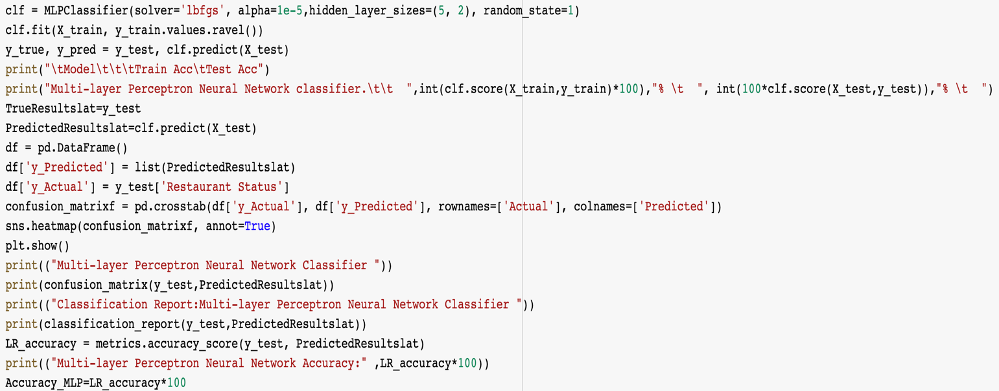 clf = MLPClassifier(solver='lbfgs', alpha=1e-5,hidden_layer_sizes=(5, 2), random_state=1)
clf.fit(X_train, y_train.values.ravel())
y_true, y_pred = y_test, clf.predict(X_test)
print("\tModel\t\t\tTrain Acc\tTest Acc")
print("Multi-layer Perceptron Neural Network classifier.\t\t  ",int(clf.score(X_train,y_train)*100),"% \t  ", int(100*clf.score(X_test,y_test)),"% \t  ")
TrueResultslat=y_test
PredictedResultslat=clf.predict(X_test)
df = pd.DataFrame()
df['y_Predicted'] = list(PredictedResultslat)
df['y_Actual'] = y_test['Restaurant Status']
confusion_matrixf = pd.crosstab(df['y_Actual'], df['y_Predicted'], rownames=['Actual'], colnames=['Predicted'])
sns.heatmap(confusion_matrixf, annot=True)
plt.show()
print(("Multi-layer Perceptron Neural Network Classifier "))
print(confusion_matrix(y_test,PredictedResultslat))
print(("Classification Report:Multi-layer Perceptron Neural Network Classifier "))
print(classification_report(y_test,PredictedResultslat))
LR_accuracy = metrics.accuracy_score(y_test, PredictedResultslat)
print(("Multi-layer Perceptron Neural Network Accuracy:" ,LR_accuracy*100))
Accuracy_MLP=LR_accuracy*100